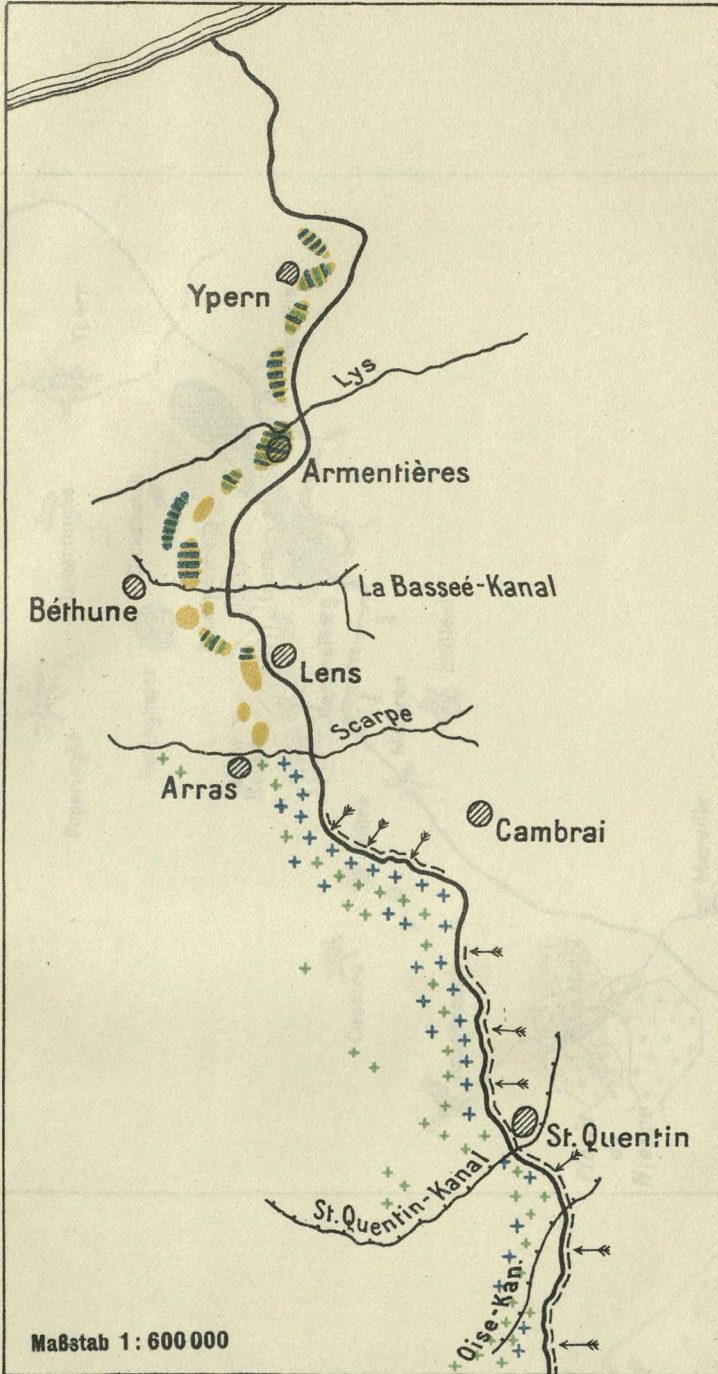 Ypern
Lys
Armentières
La Basseé-Kanal
Béthune
Lens
Scarpe
Arras
Cambrai
St. Quentin
St. Quentin-Kanal
Oise-Kan.
Maßstab 1:600 000